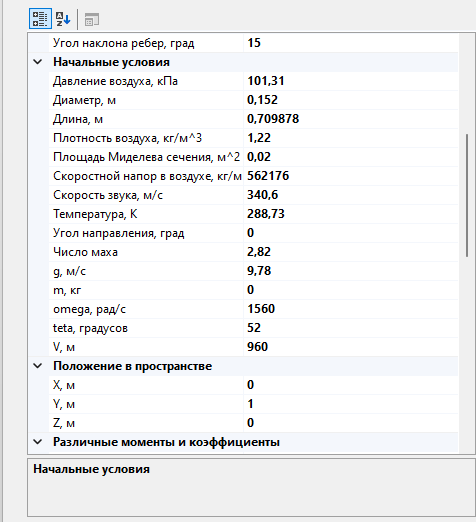 Угол наклона ребер, град 15
Начальные условия
Давление воздуха, кПа 101,31
Диаметр, м 0,152
Длина, м 0,709878
Плотность воздуха, кг/м^3 1,22
Площадь Миделева сечения, м^2 0,02
Скоростной напор в воздухе, кг/м 562176
Скорость звука, м/с 340,6
Температура, К 288,73
Угол направления, град 0
Число маха 2,82
g, м/с 9,78
m, кг 0
omega, рад/с 1560
teta, градусов 52
V, м 960
Положение в пространстве
X, м 0
Y, м 1
Z, м 0
Различные моменты и коэффициенты
Начальные условия